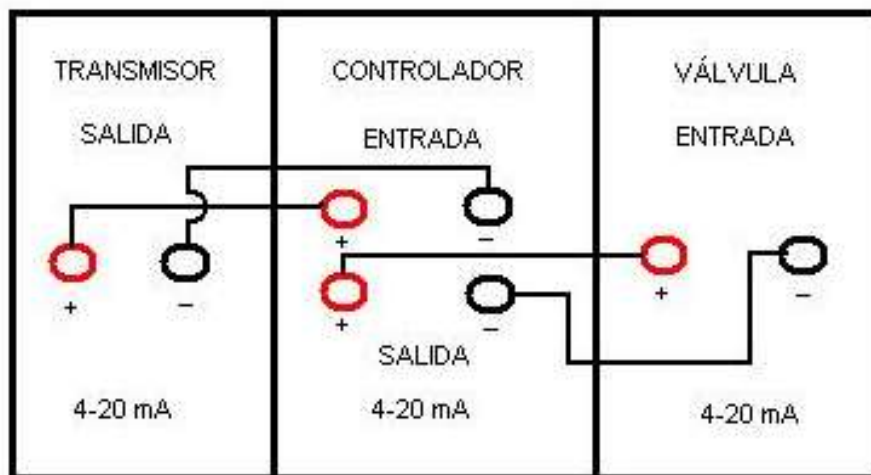 TRANSMISOR
SALIDA
+ −
4-20 mA
CONTROLADOR
ENTRADA
+ −
+ −
SALIDA
4-20 mA
VÁLVULA
ENTRADA
+ −
4-20 mA